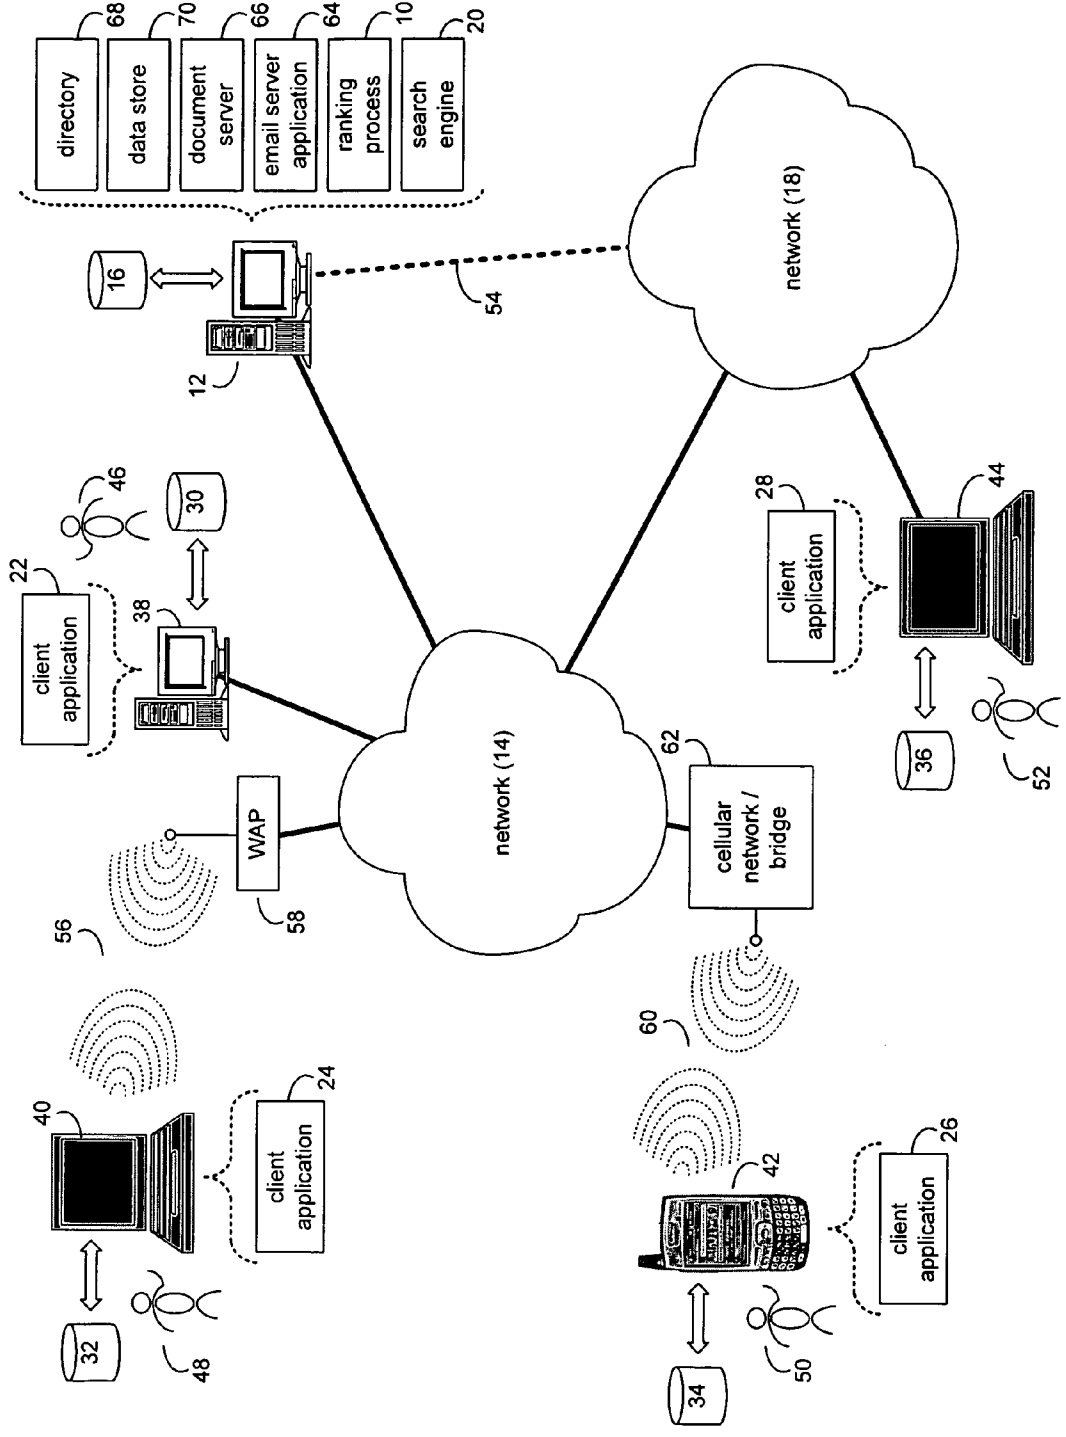 directory
68
data store
70
document
server
66
email server
application
64
ranking
process
10
search
engine
20
16
12
54
network (18)
46
30
22
client
application
38
28
client
application
44
36
52
WAP
58
56
network (14)
62
cellular
network /
bridge
60
40
24
client
application
32
48
42
26
client
application
34
50